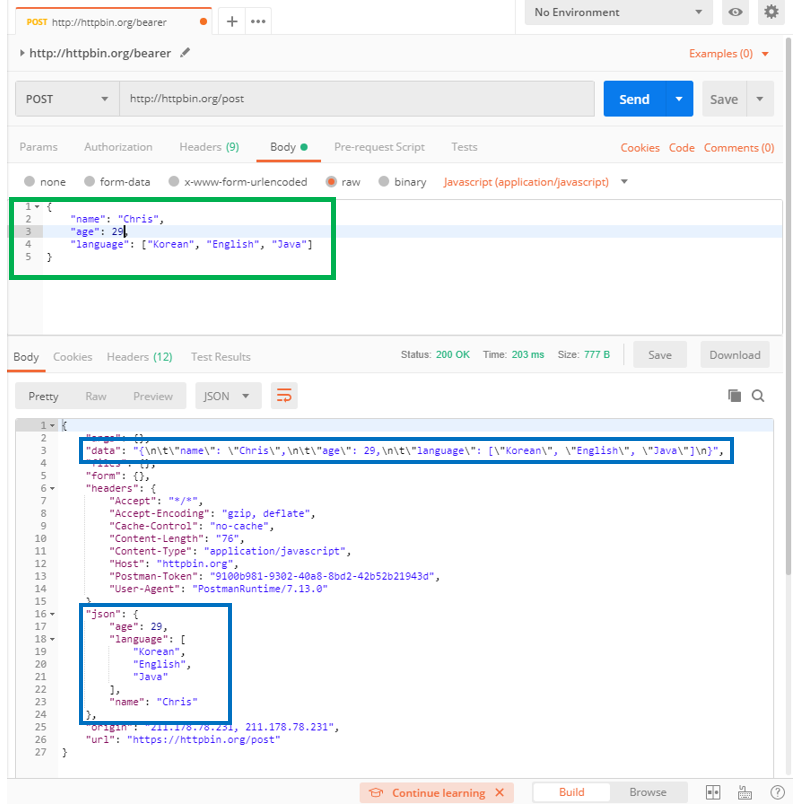 POST http://httpbin.org/bearer
No Environment
http://httpbin.org/bearer
Examples (0)
POST
http://httpbin.org/post
Send
Save
Params
Authorization
Headers (9)
Body
Pre-request Script
Tests
Cookies
Code
Comments (0)
none
form-data
x-www-form-urlencoded
raw
binary
Javascript (application/javascript)
1 {
2 "name": "Chris",
3 "age": 29,
4 "language": ["Korean", "English", "Java"]
5 }
Body
Cookies
Headers (12)
Test Results
Status: 200 OK
Time: 203 ms
Size: 777 B
Save
Download
Pretty
Raw
Preview
JSON
1 {
2 "args": {},
3 "data": "{\n\t\"name\": \"Chris\",\n\t\"age\": 29,\n\t\"language\": [\"Korean\", \"English\", \"Java\"]\n}",
4 "files": {},
5 "form": {},
6 "headers": {
7 "Accept": "*/*",
8 "Accept-Encoding": "gzip, deflate",
9 "Cache-Control": "no-cache",
10 "Content-Length": "76",
11 "Content-Type": "application/javascript",
12 "Host": "httpbin.org",
13 "Postman-Token": "9100b981-9302-40a8-8bd2-42b52b21943d",
14 "User-Agent": "PostmanRuntime/7.13.0"
15 },
16 "json": {
17 "age": 29,
18 "language": [
19 "Korean",
20 "English",
21 "Java"
22 ],
23 "name": "Chris"
24 },
25 "origin": "211.178.78.231, 211.178.78.231",
26 "url": "https://httpbin.org/post"
27 }
Continue learning
Build
Browse